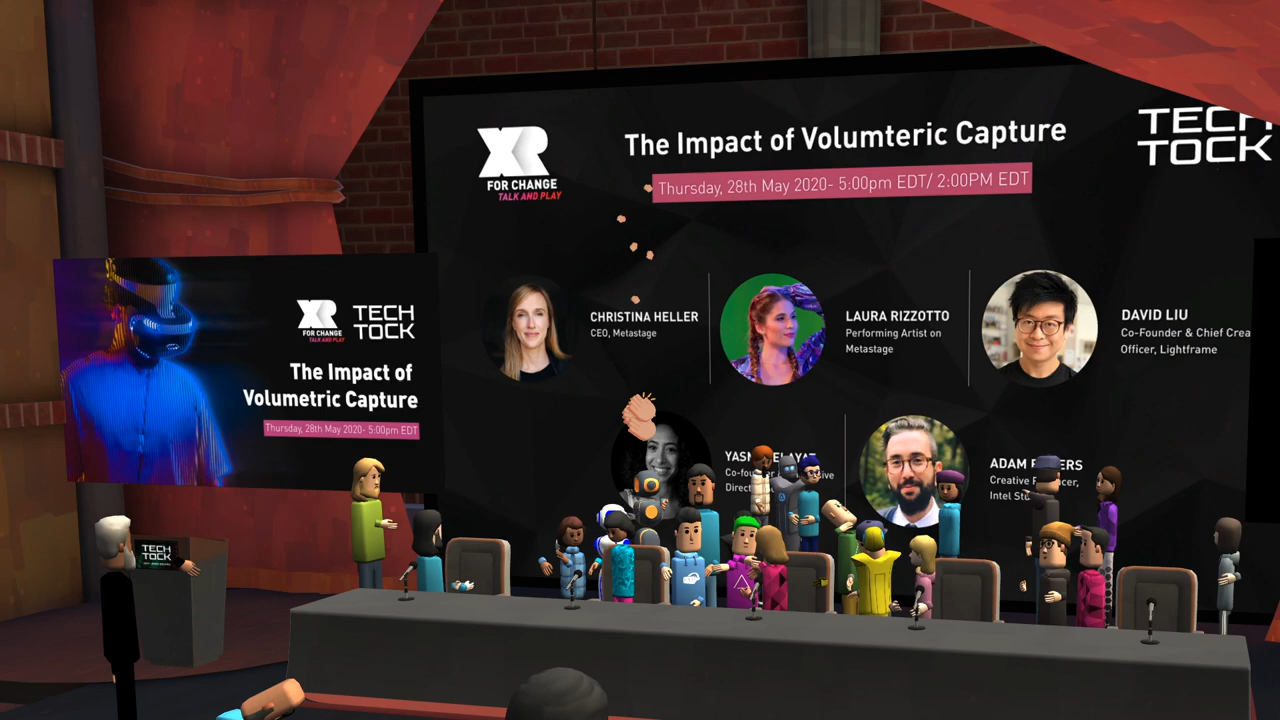 XR
FOR CHANGE
TALK AND PLAY
The Impact of Volumteric Capture
Thursday, 28th May 2020- 5:00pm EDT/ 2:00PM EDT
TECH
TOCK
CHRISTINA HELLER
CEO, Metastage
LAURA RIZZOTTO
Performing Artist on
Metastage
DAVID LIU
Co-Founder & Chief Crea
Officer, Lightframe
Co-fou
Direct
ADAM
Creative
Intel
XR
FOR CHANGE
TALK AND PLAY
TECH
TOCK
The Impact of
Volumetric Capture
Thursday, 28th May 2020- 5:00pm EDT
TECH
TOCK